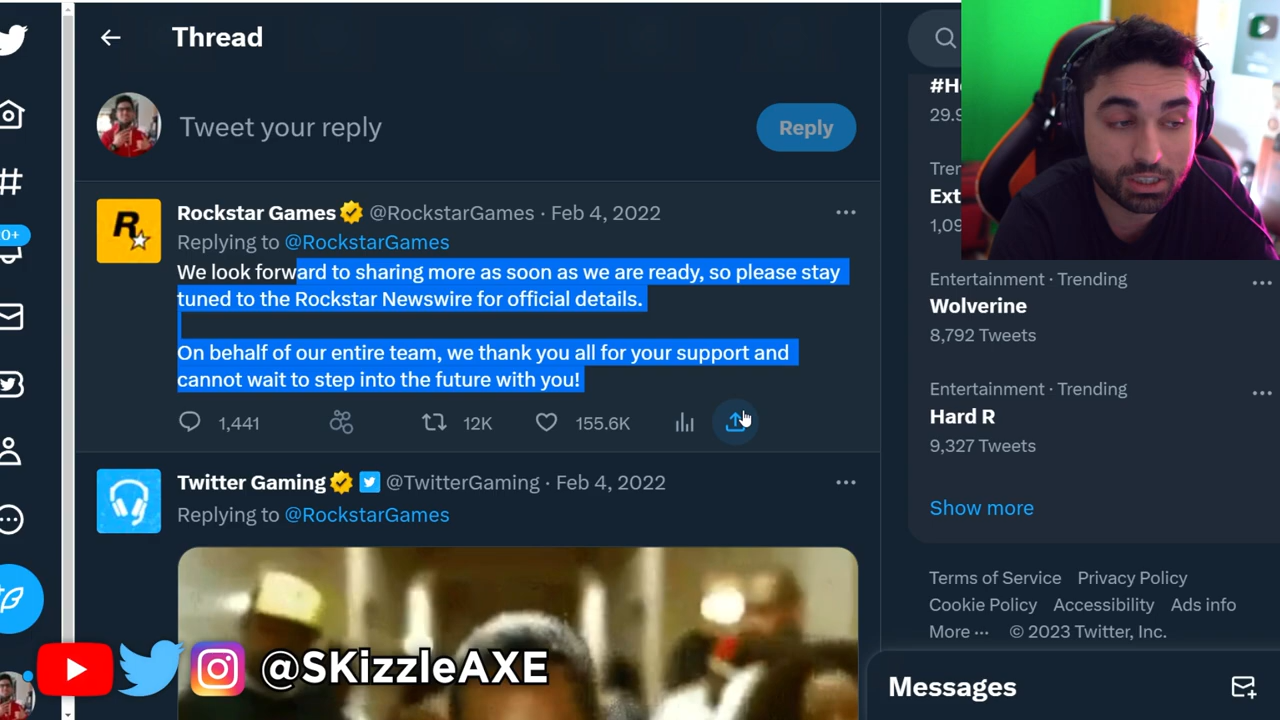 Thread
Tweet your reply
Reply
Rockstar Games @RockstarGames · Feb 4, 2022
Replying to @RockstarGames
We look forward to sharing more as soon as we are ready, so please stay
tuned to the Rockstar Newswire for official details.
On behalf of our entire team, we thank you all for your support and
cannot wait to step into the future with you!
1,441
12K
155.6K
Twitter Gaming @TwitterGaming · Feb 4, 2022
Replying to @RockstarGames
@SKizzleAXE
Entertainment · Trending
Wolverine
8,792 Tweets
Entertainment · Trending
Hard R
9,327 Tweets
Show more
Terms of Service Privacy Policy
Cookie Policy Accessibility Ads info
More ··· © 2023 Twitter, Inc.
Messages